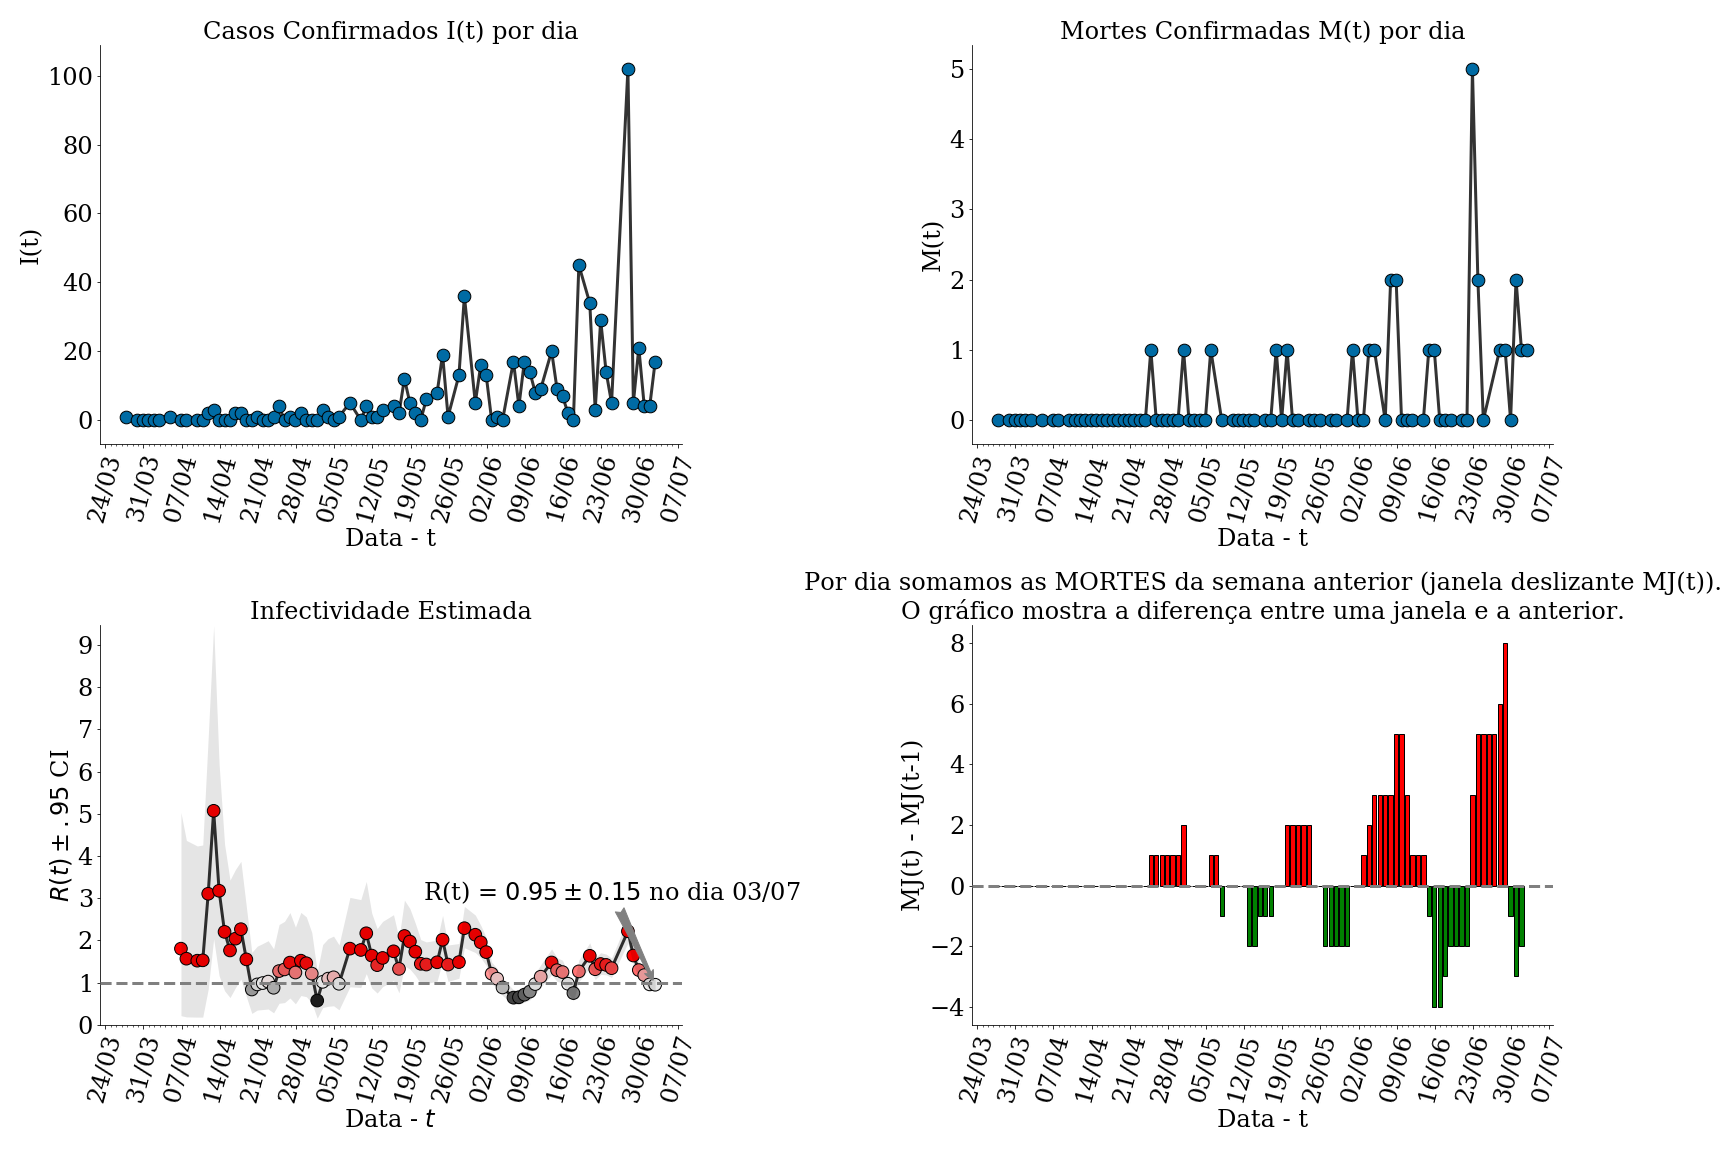 Casos Confirmados I(t) por dia
I(t)
100
80
60
40
20
0
24/03 31/03 07/04 14/04 21/04 28/04 05/05 12/05 19/05 26/05 02/06 09/06 16/06 23/06 30/06 07/07
Data - t
Mortes Confirmadas M(t) por dia
M(t)
5
4
3
2
1
0
24/03 31/03 07/04 14/04 21/04 28/04 05/05 12/05 19/05 26/05 02/06 09/06 16/06 23/06 30/06 07/07
Data - t
Infectividade Estimada
R(t) ± .95 CI
9
8
7
6
5
4
3
2
1
0
R(t) = 0.95 ± 0.15 no dia 03/07
24/03 31/03 07/04 14/04 21/04 28/04 05/05 12/05 19/05 26/05 02/06 09/06 16/06 23/06 30/06 07/07
Data - t
Por dia somamos as MORTES da semana anterior (janela deslizante MJ(t)).
O gráfico mostra a diferença entre uma janela e a anterior.
MJ(t) - MJ(t-1)
8
6
4
2
0
−2
−4
24/03 31/03 07/04 14/04 21/04 28/04 05/05 12/05 19/05 26/05 02/06 09/06 16/06 23/06 30/06 07/07
Data - t